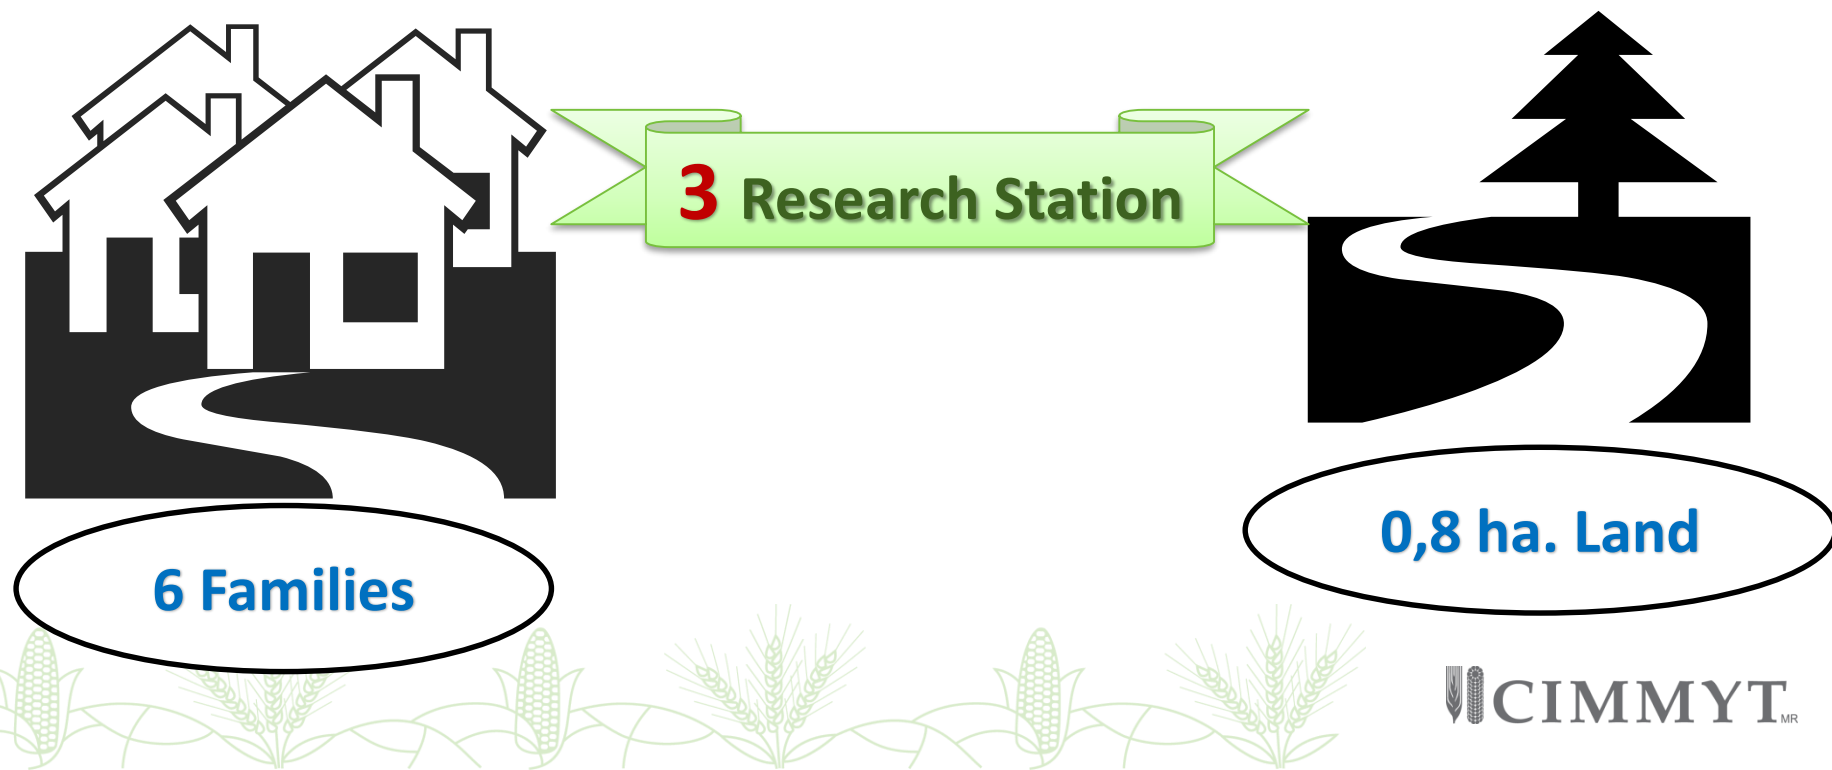 3 Research Station
0,8 ha. Land
6 Families
CIMMYT
MR